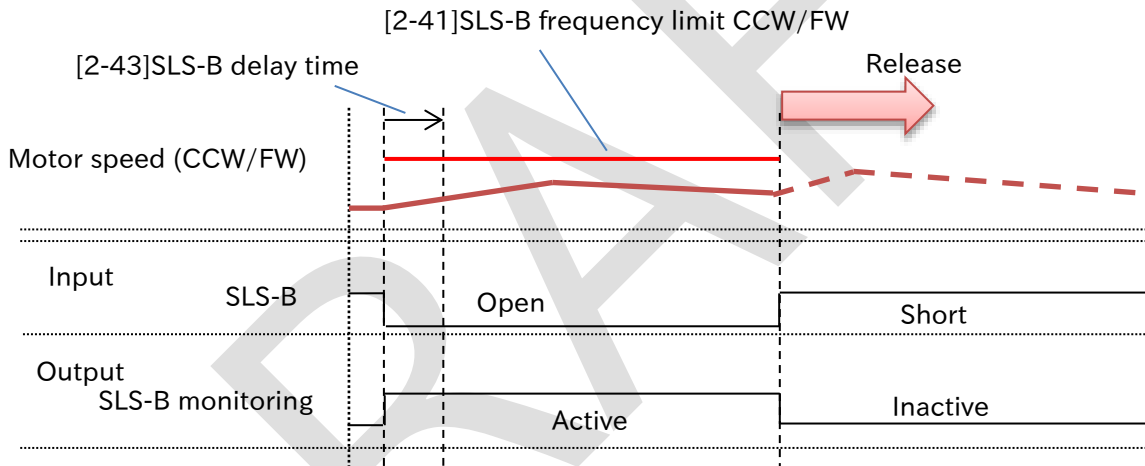 [2-41]SLS-B frequency limit CCW/FW
[2-43]SLS-B delay time
Release
Motor speed (CCW/FW)
Input
SLS-B
Open
Short
Output
SLS-B monitoring
Active
Inactive